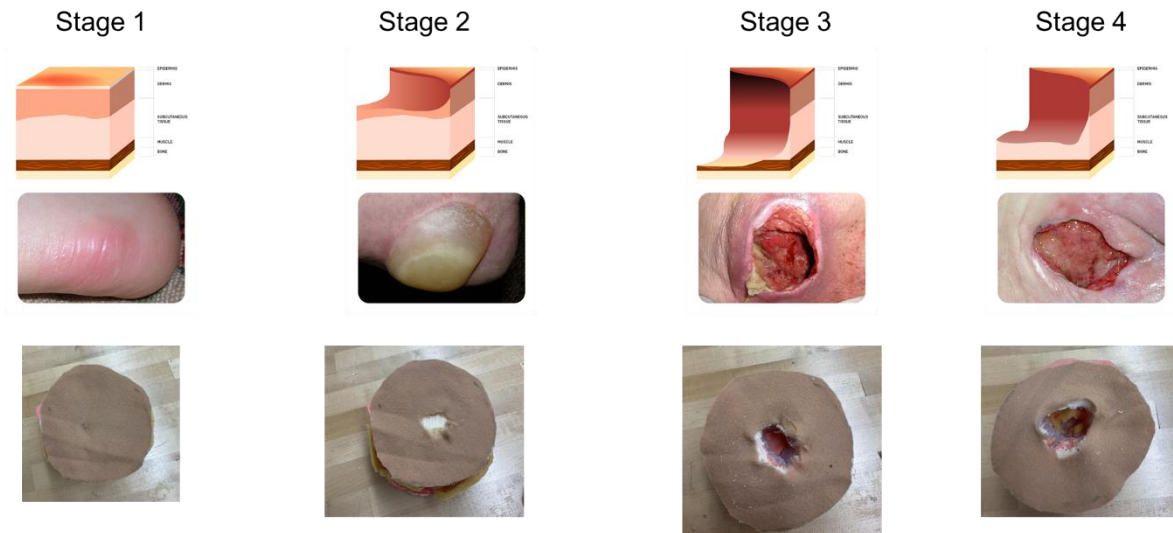 Stage 1
Stage 2
Stage 3
Stage 4
EPIDERMIS
DERMIS
SUBCUTANEOUS
TISSUE
MUSCLE
BONE
EPIDERMIS
DERMIS
SUBCUTANEOUS
TISSUE
MUSCLE
BONE
EPIDERMIS
DERMIS
SUBCUTANEOUS
TISSUE
MUSCLE
BONE
EPIDERMIS
DERMIS
SUBCUTANEOUS
TISSUE
MUSCLE
BONE